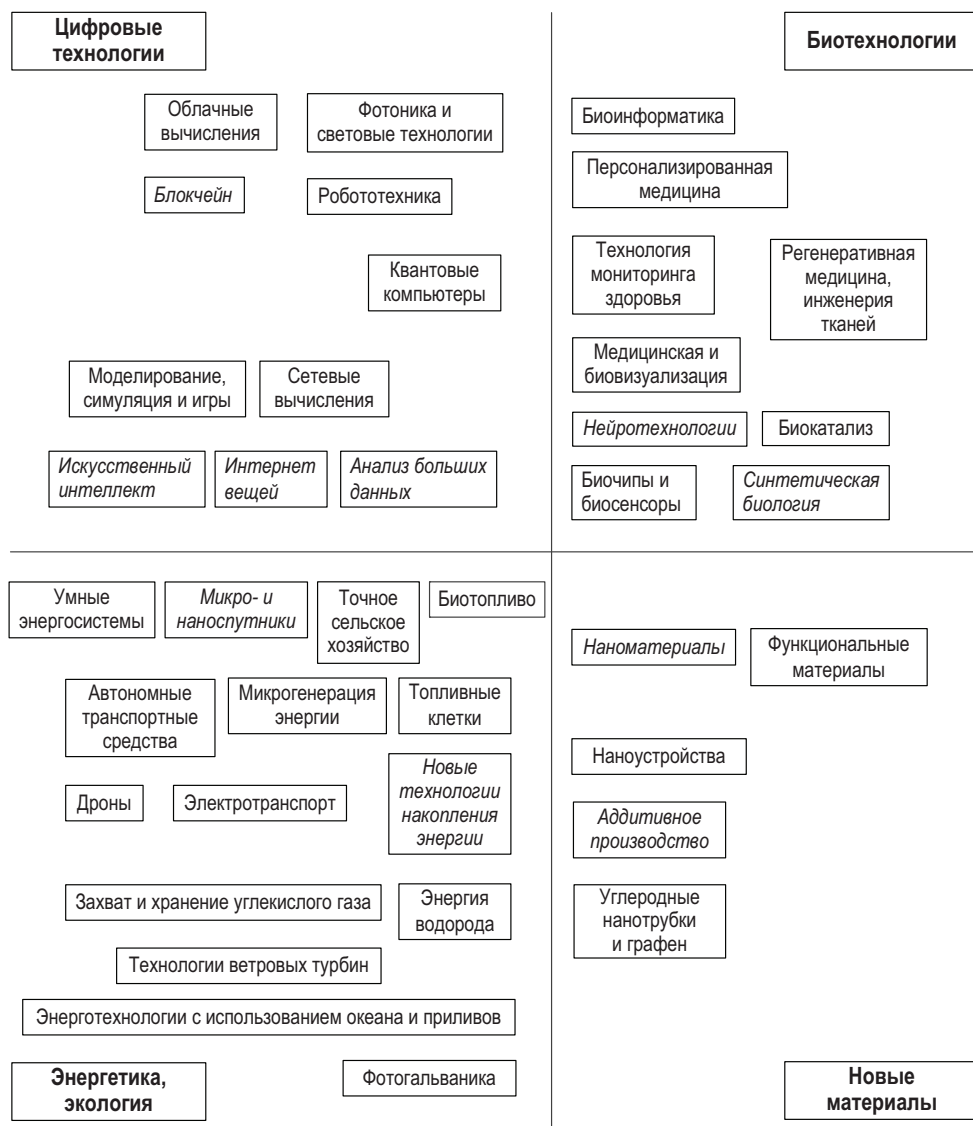 Цифровые
технологии
Биотехнологии
Облачные
вычисления
Фотоника и
световые технологии
Блокчейн
Робототехника
Квантовые
компьютеры
Моделирование,
симуляция и игры
Сетевые
вычисления
Искусственный
интеллект
Интернет
вещей
Анализ больших
данных
Биоинформатика
Персонализированная
медицина
Технология
мониторинга
здоровья
Регенеративная
медицина,
инженерия
тканей
Медицинская и
биовизуализация
Нейротехнологии
Биокатализ
Биочипы и
биосенсоры
Синтетическая
биология
Умные
энергосистемы
Микро- и
наноспутники
Точное
сельское
хозяйство
Биотопливо
Автономные
транспортные
средства
Микрогенерация
энергии
Топливные
клетки
Дроны
Электротранспорт
Новые
технологии
накопления
энергии
Захват и хранение углекислого газа
Энергия
водорода
Технологии ветровых турбин
Энерготехнологии с использованием океана и приливов
Энергетика,
экология
Фотогальваника
Наноматериалы
Функциональные
материалы
Наноустройства
Аддитивное
производство
Углеродные
нанотрубки
и графен
Новые
материалы